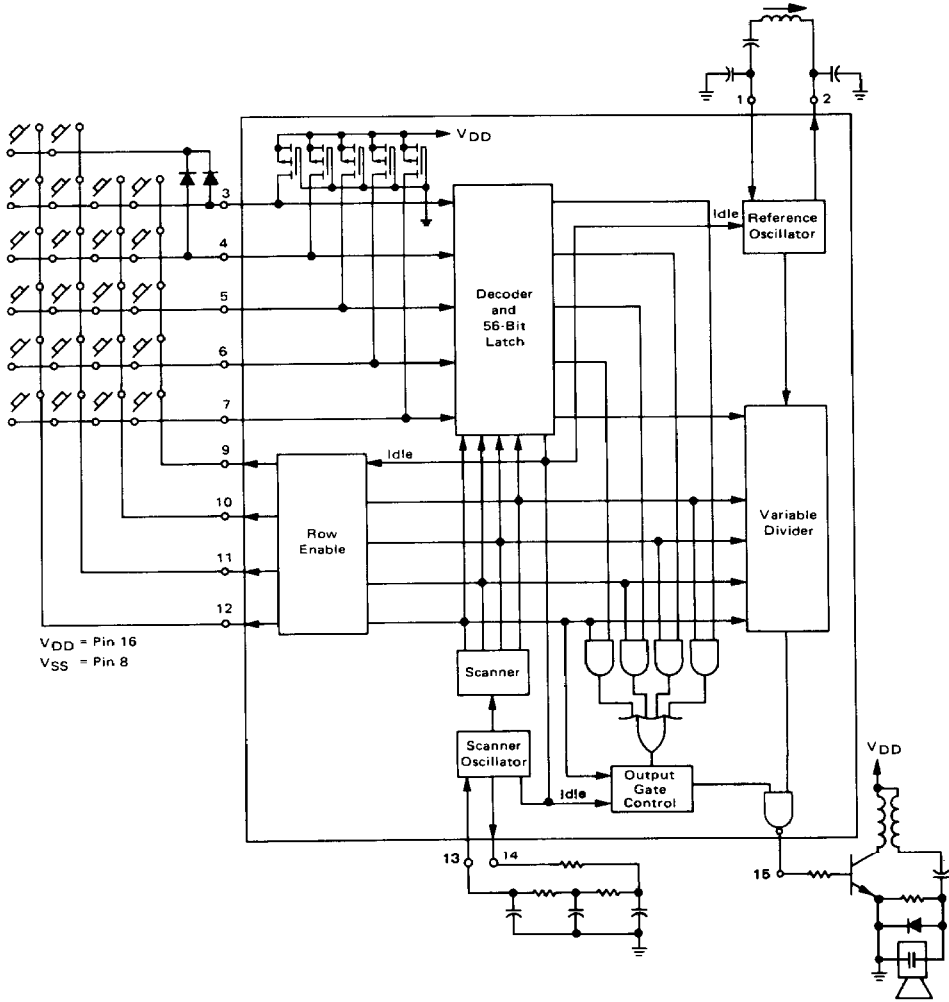 1
2
VDD
3
Idle
Reference
Oscillator
4
5
Decoder
and
56-Bit
Latch
6
7
9
Idle
10
Row
Enable
Variable
Divider
11
12
VDD = Pin 16
VSS = Pin 8
Scanner
Scanner
Oscillator
Idle
Output
Gate
Control
VDD
13
14
15